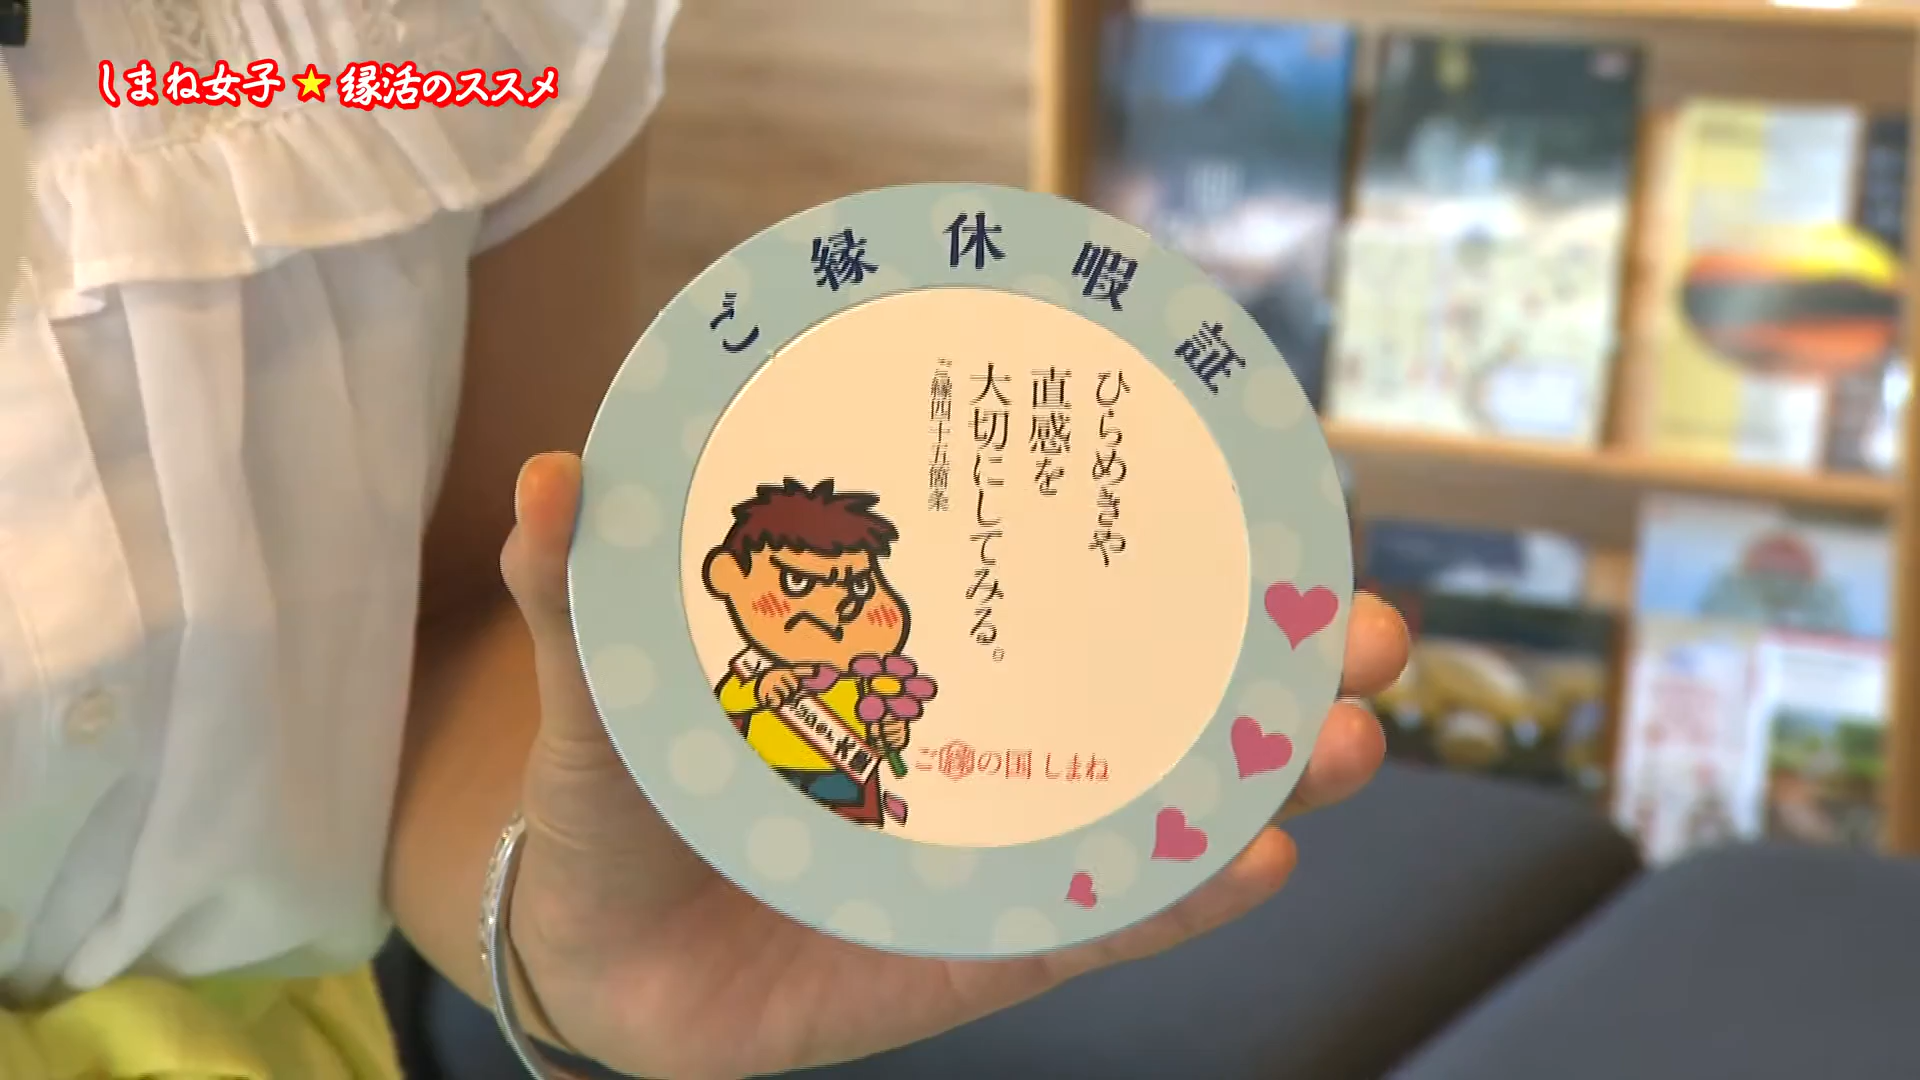 しまね女子★縁活のススメ
ご縁休暇証
ひらめきや
直感を
大切にしてみる。
ご縁四十五箇条
ご縁の国 しまね